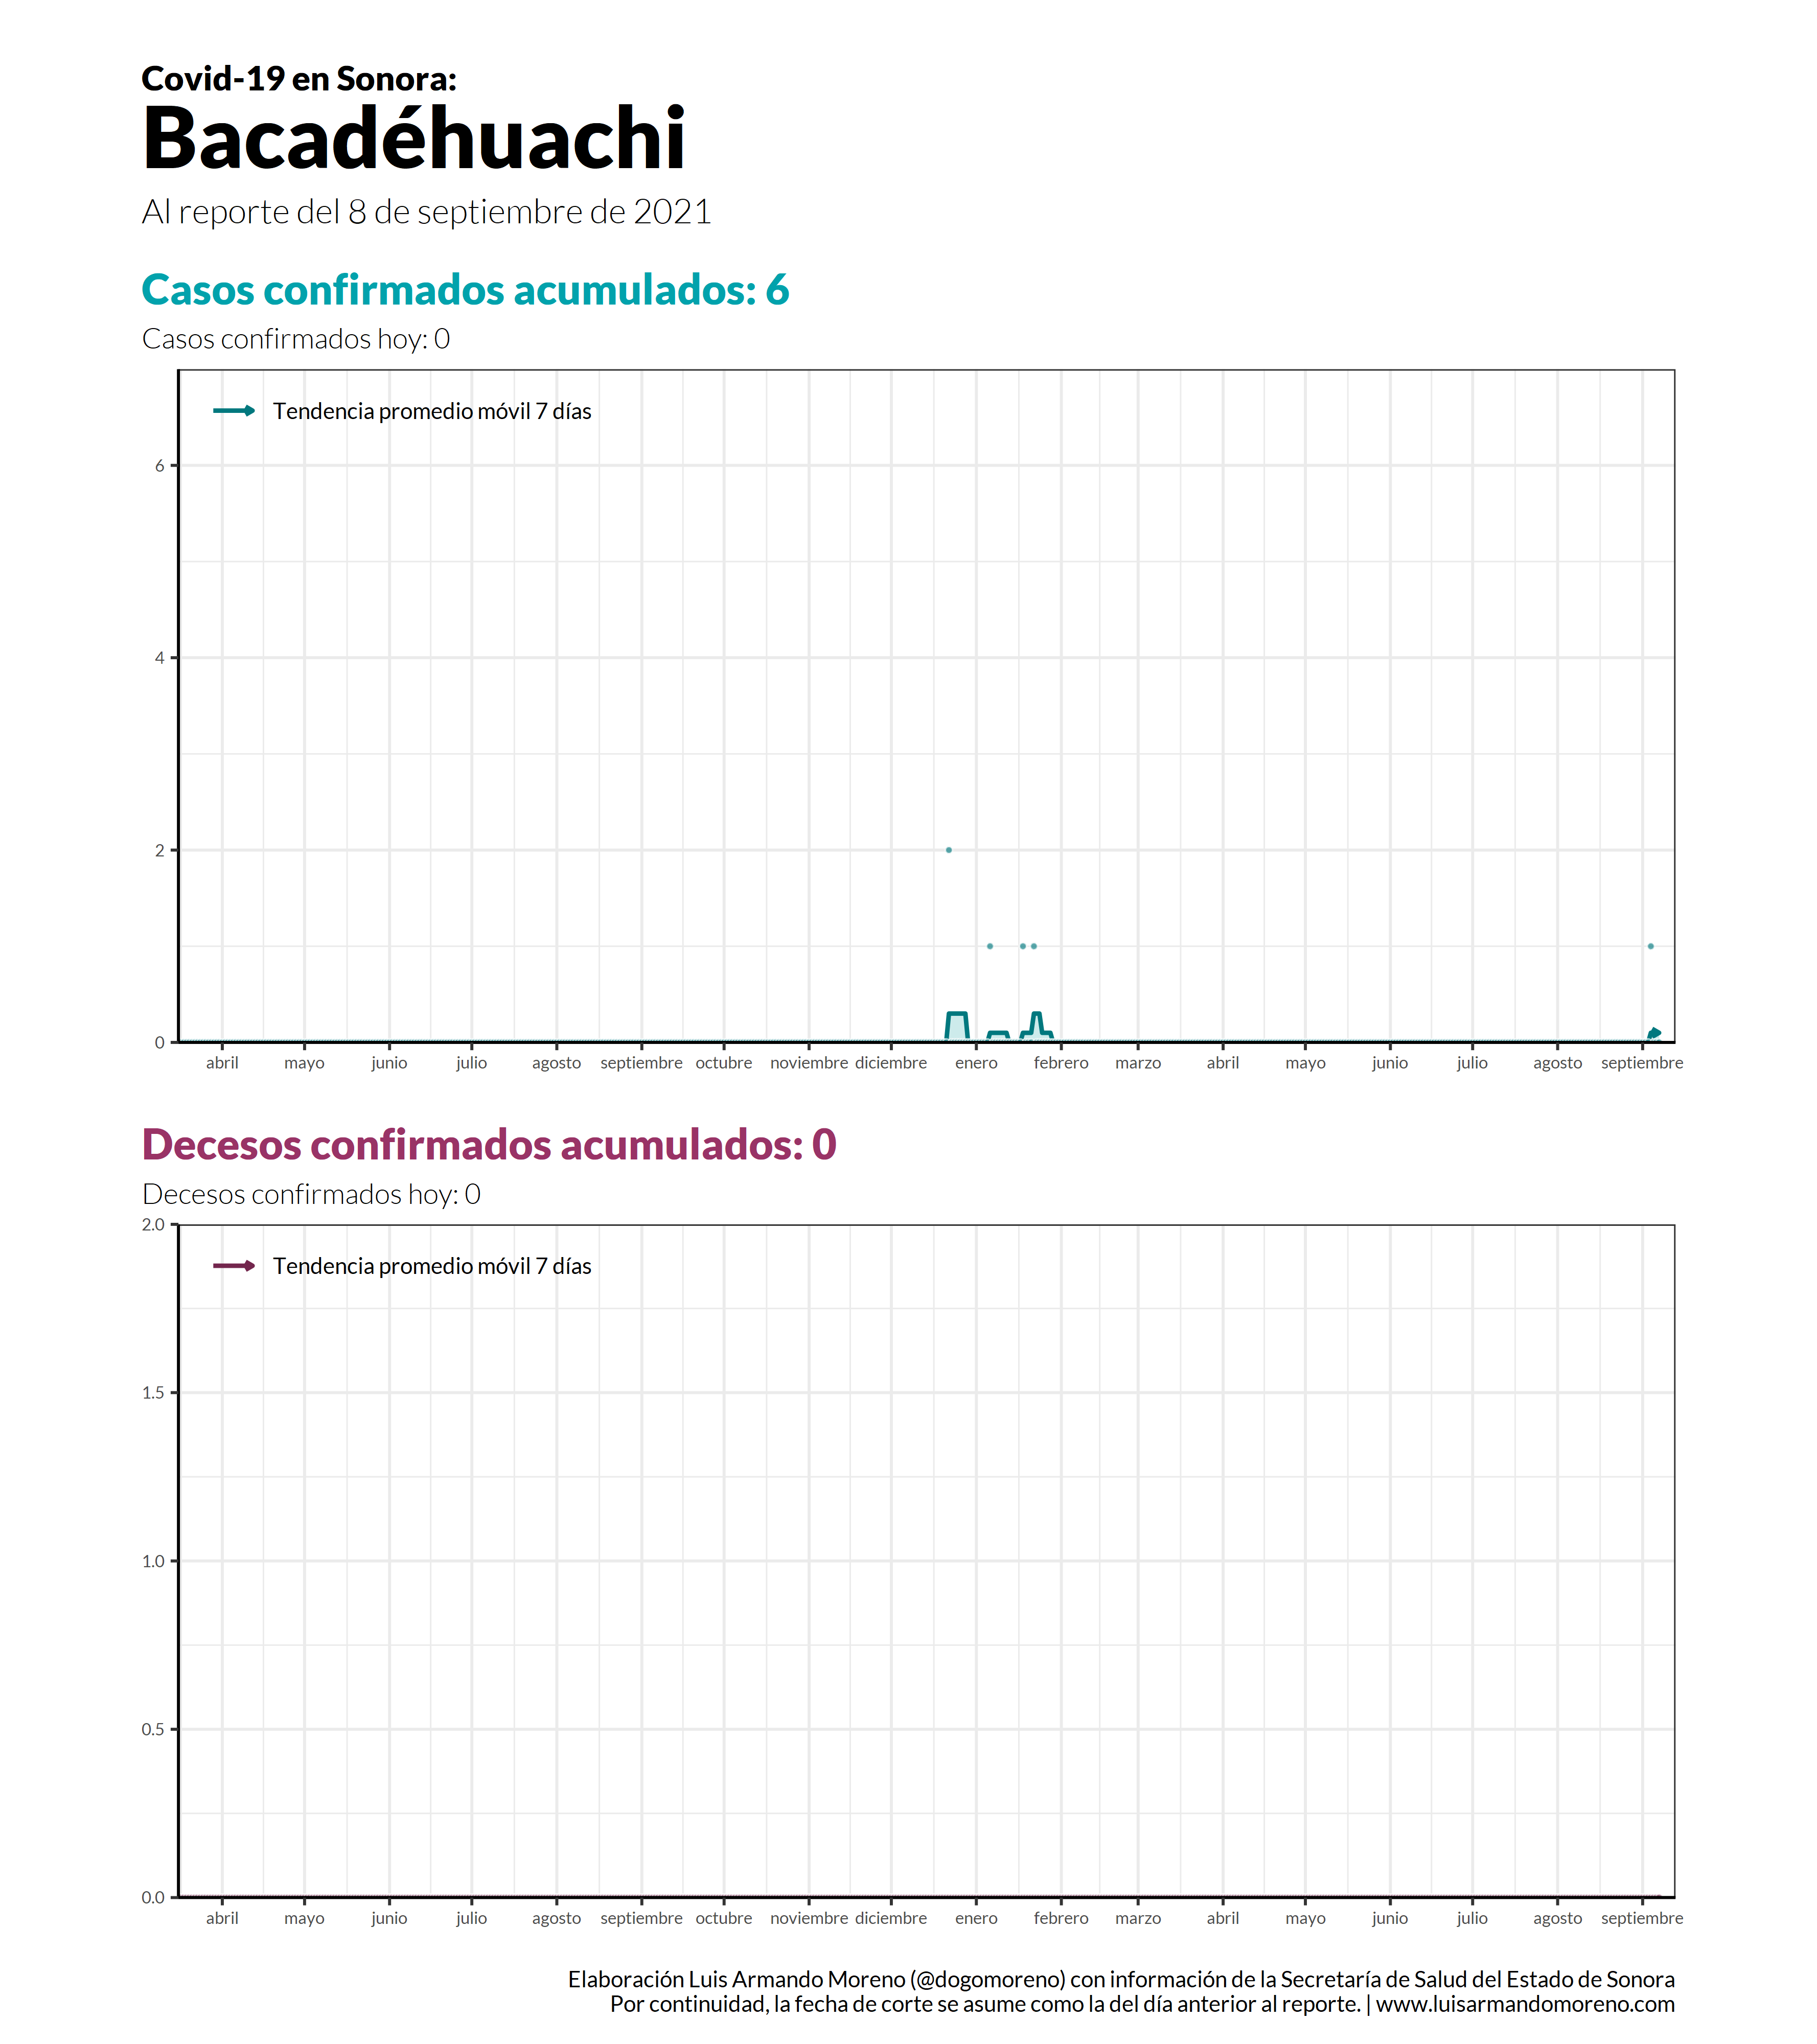 Covid-19 en Sonora:
Bacadéhuachi
Al reporte del 8 de septiembre de 2021
Casos confirmados acumulados: 6
Casos confirmados hoy: 0
Tendencia promedio móvil 7 días
6
4
2
0
abril mayo junio julio agosto septiembre octubre noviembre diciembre enero febrero marzo abril mayo junio julio agosto septiembre
Decesos confirmados acumulados: 0
Decesos confirmados hoy: 0
2.0
Tendencia promedio móvil 7 días
1.5
1.0
0.5
0.0
abril mayo junio julio agosto septiembre octubre noviembre diciembre enero febrero marzo abril mayo junio julio agosto septiembre
Elaboración Luis Armando Moreno (@dogomoreno) con información de la Secretaría de Salud del Estado de Sonora
Por continuidad, la fecha de corte se asume como la del día anterior al reporte. | www.luisarmandomoreno.com